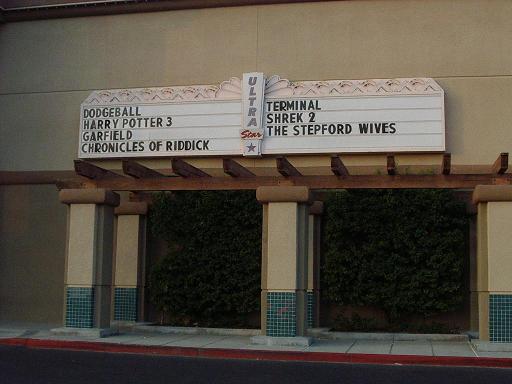 DODGEBALL
HARRY POTTER 3
GARFIELD
CHRONICLES OF RIDDICK
ULTRA
Star
TERMINAL
SHREK 2
THE STEPFORD WIVES